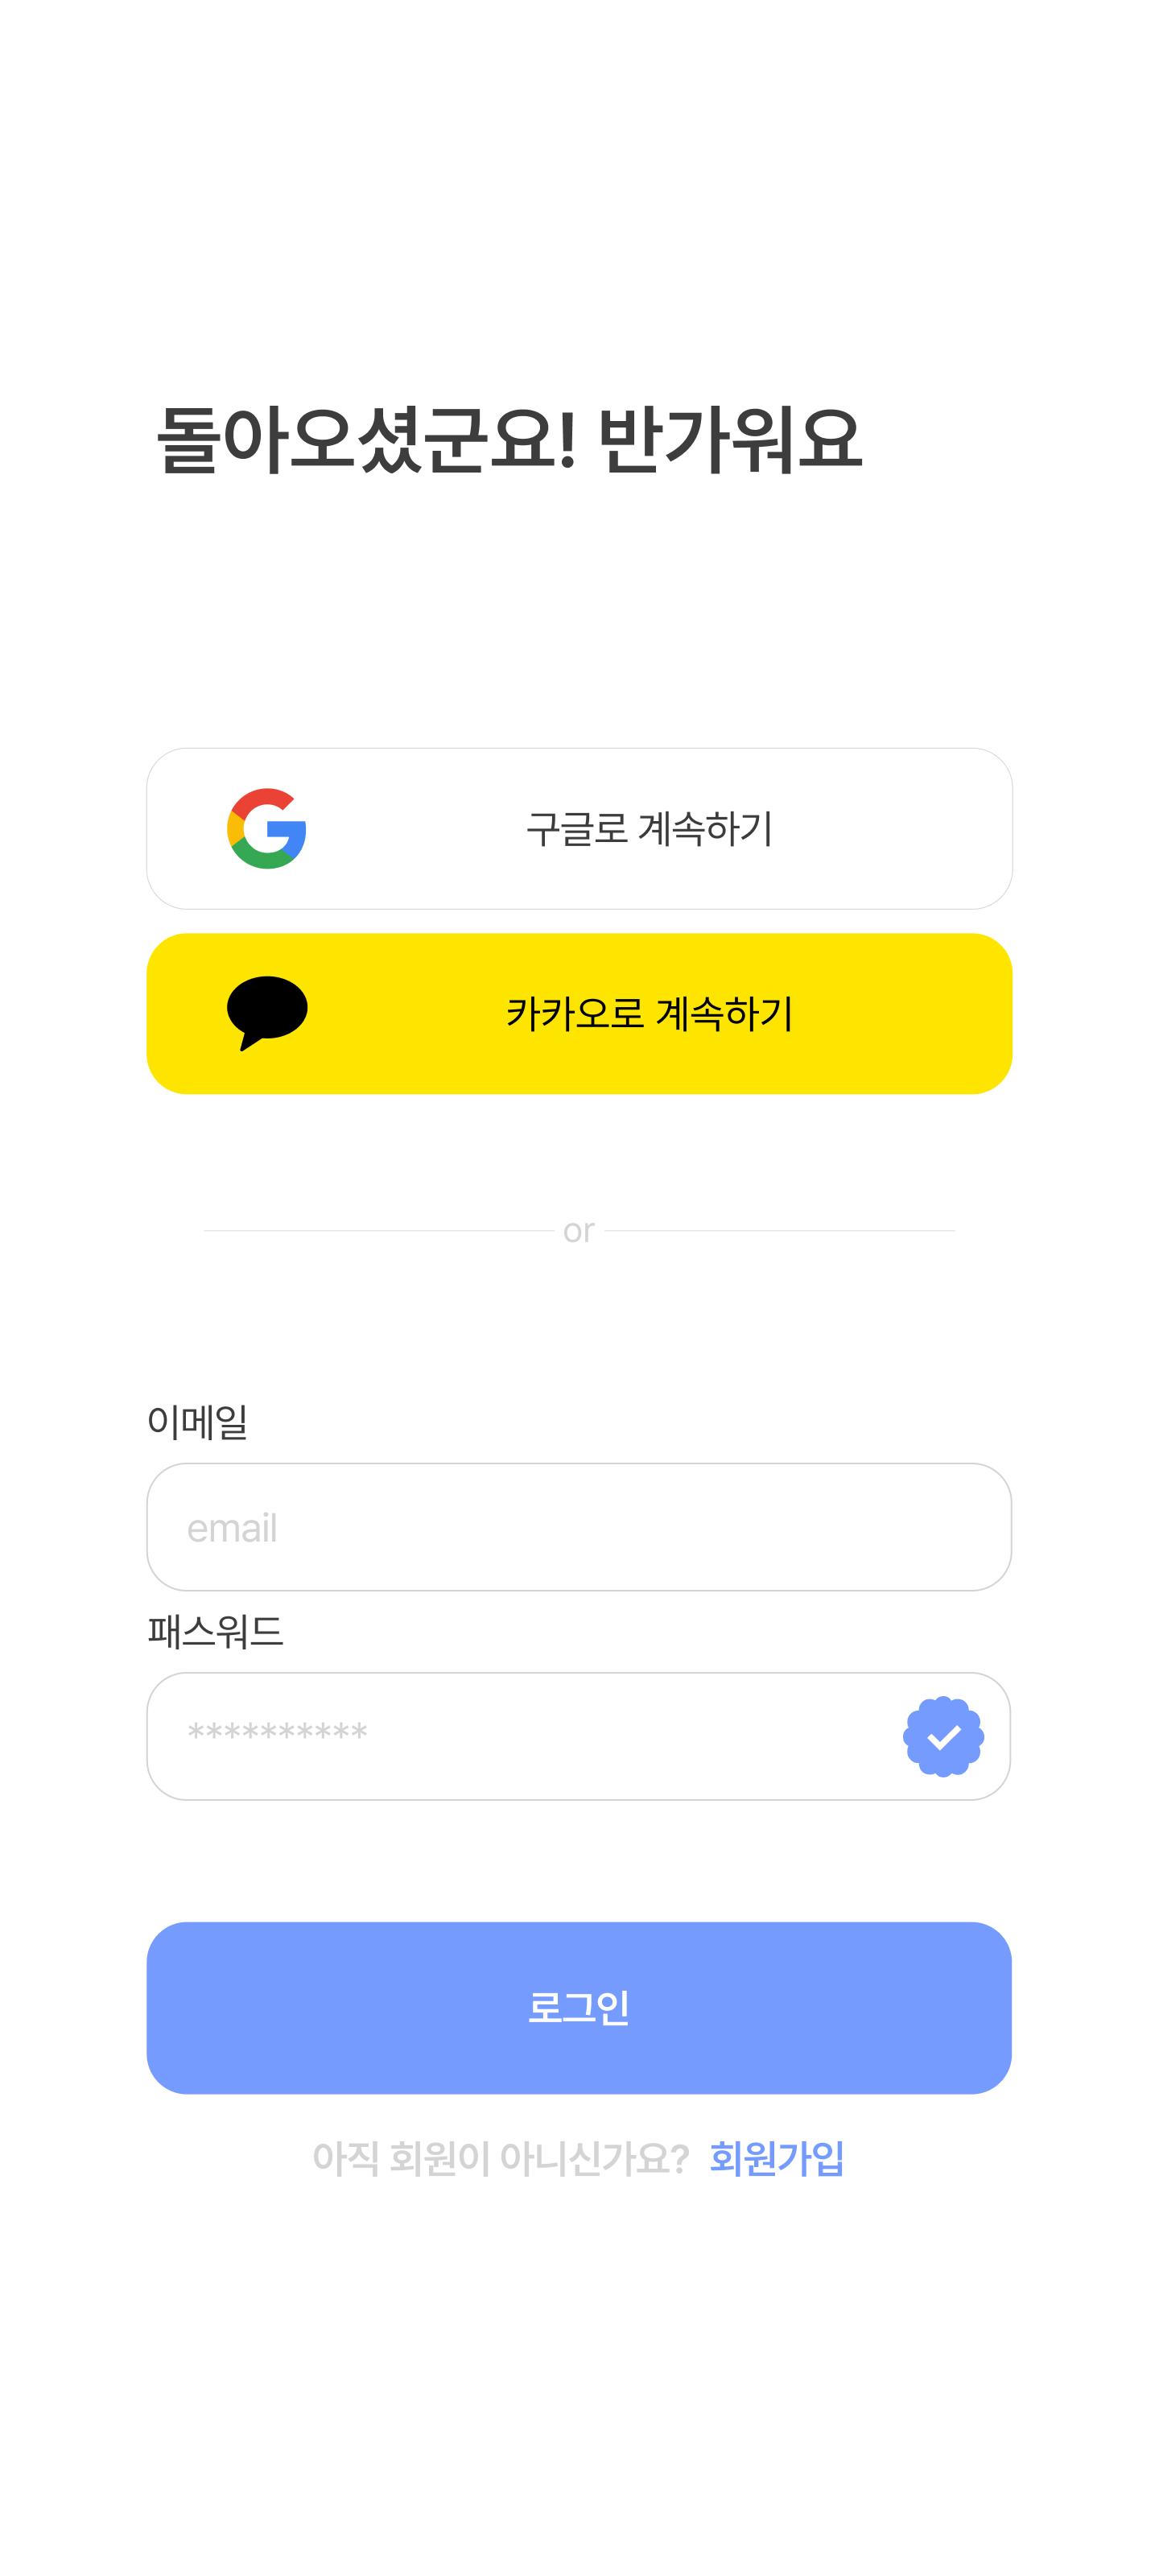 돌아오셨군요! 반가워요
구글로 계속하기
카카오로 계속하기
or
이메일
email
패스워드
**********
로그인
아직 회원이 아니신가요? 회원가입